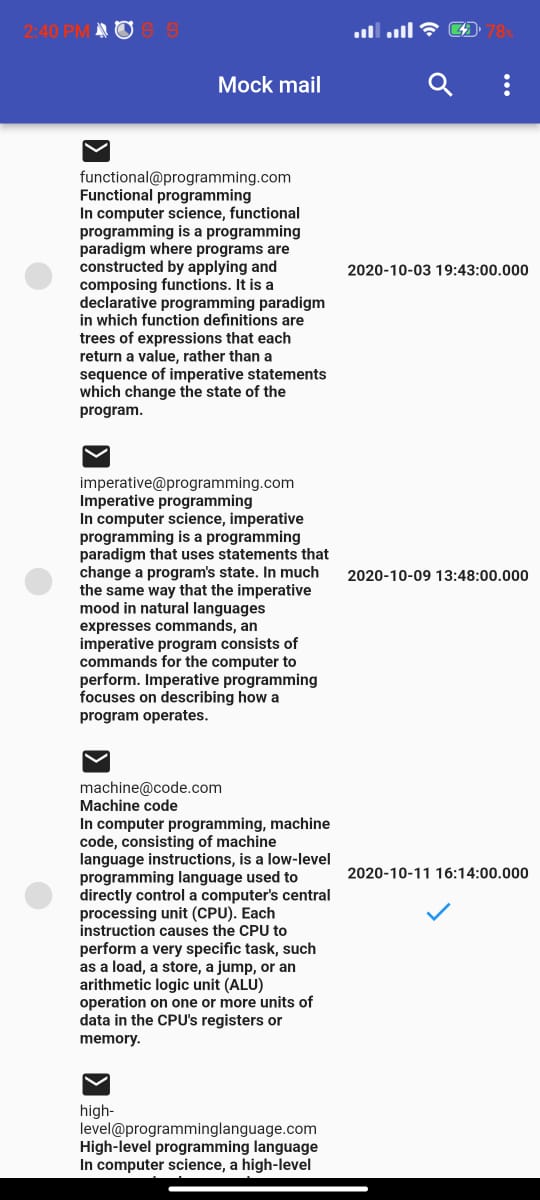 2:40 PM
78%
Mock mail
functional@programming.com
Functional programming
In computer science, functional
programming is a programming
paradigm where programs are
constructed by applying and
composing functions. It is a
declarative programming paradigm
in which function definitions are
trees of expressions that each
return a value, rather than a
sequence of imperative statements
which change the state of the
program.
2020-10-03 19:43:00.000
imperative@programming.com
Imperative programming
In computer science, imperative
programming is a programming
paradigm that uses statements that
change a program's state. In much
the same way that the imperative
mood in natural languages
expresses commands, an
imperative program consists of
commands for the computer to
perform. Imperative programming
focuses on describing how a
program operates.
2020-10-09 13:48:00.000
machine@code.com
Machine code
In computer programming, machine
code, consisting of machine
language instructions, is a low-level
programming language used to
directly control a computer's central
processing unit (CPU). Each
instruction causes the CPU to
perform a very specific task, such
as a load, a store, a jump, or an
arithmetic logic unit (ALU)
operation on one or more units of
data in the CPU's registers or
memory.
2020-10-11 16:14:00.000
high-
level@programminglanguage.com
High-level programming language
In computer science, a high-level